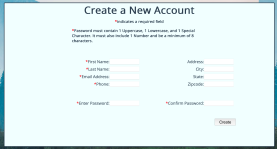 Create a New Account
*Indicates a required field
*Password must contain 1 Uppercase, 1 Lowercase, and 1 Special
Character. It must also include 1 Number and be a minimum of 8
characters.
*First Name: Address:
*Last Name: City:
*Email Address: State:
*Phone: Zipcode:
*Enter Password: *Confirm Password:
Create